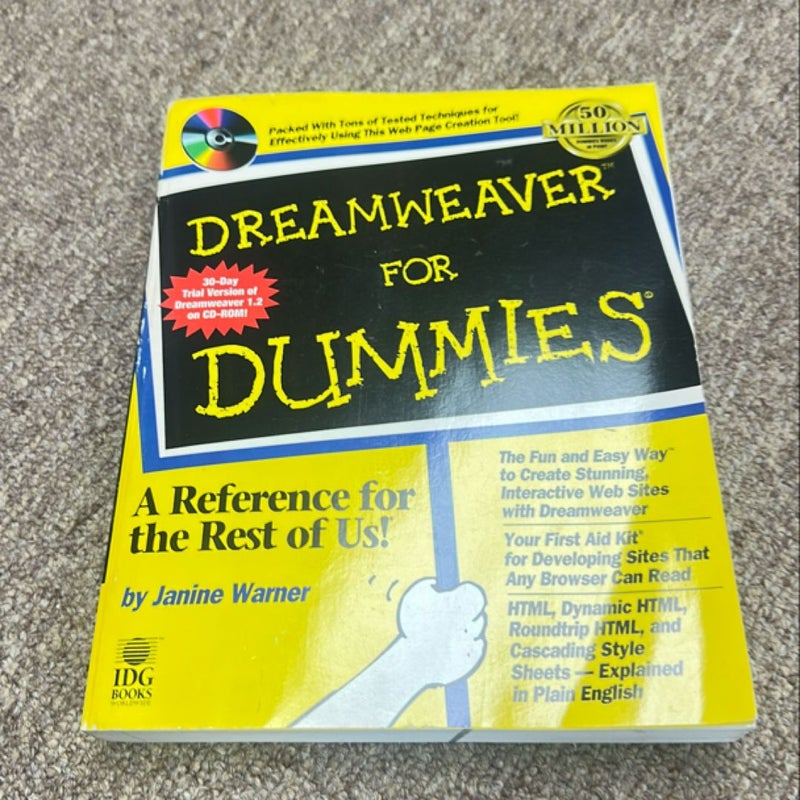 Packed With Tons of Tested Techniques for
Effectively Using This Web Page Creation Tool!
50
MILLION
DREAMWEAVER™
FOR
DUMMIES®
30-Day
Trial Version of
Dreamweaver 1.2
on CD-ROM!
A Reference for
the Rest of Us!
by Janine Warner
IDG
BOOKS
WORLDWIDE
The Fun and Easy Way™
to Create Stunning,
Interactive Web Sites
with Dreamweaver
Your First Aid Kit®
for Developing Sites That
Any Browser Can Read
HTML, Dynamic HTML,
Roundtrip HTML, and
Cascading Style
Sheets — Explained
in Plain English